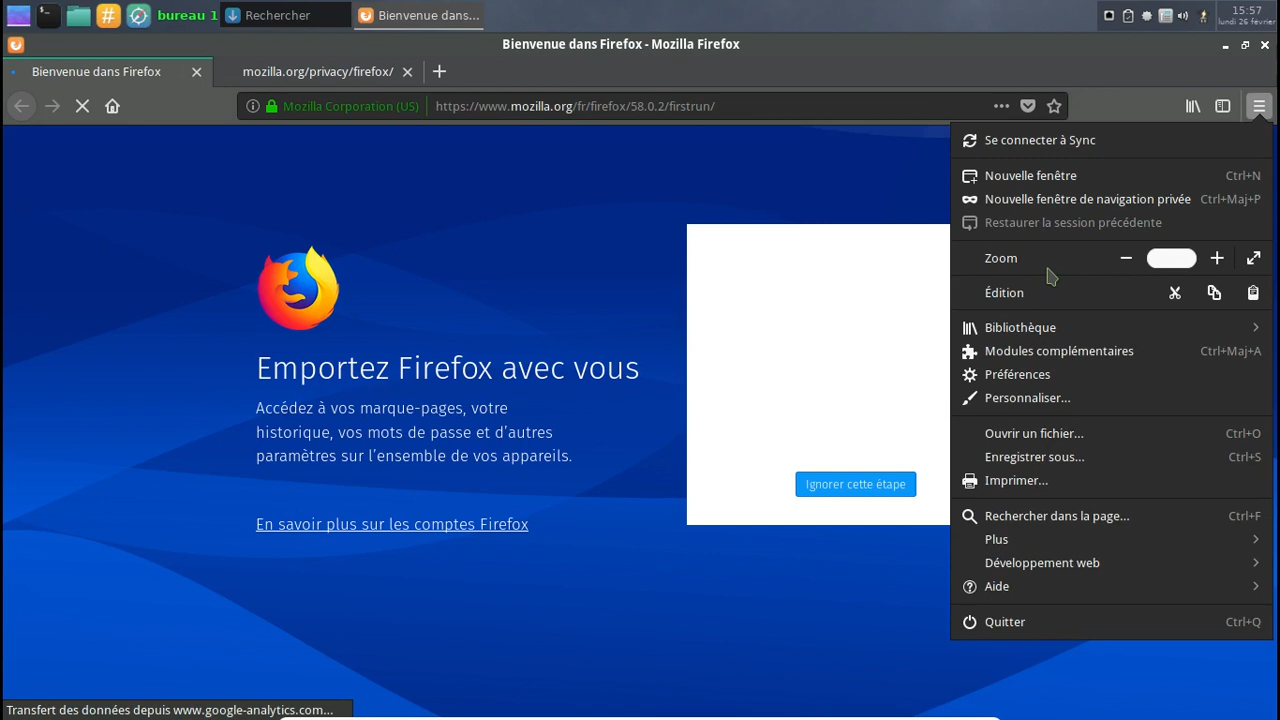 bureau 1
Rechercher
Bienvenue dans...
15:57
lundi 26 février
Bienvenue dans Firefox - Mozilla Firefox
Bienvenue dans Firefox
mozilla.org/privacy/firefox/
Mozilla Corporation (US)
https://www.mozilla.org/fr/firefox/58.0.2/firstrun/
Emportez Firefox avec vous
Accédez à vos marque-pages, votre
historique, vos mots de passe et d’autres
paramètres sur l’ensemble de vos appareils.
En savoir plus sur les comptes Firefox
Ignorer cette étape
Se connecter à Sync
Nouvelle fenêtre Ctrl+N
Nouvelle fenêtre de navigation privée Ctrl+Maj+P
Restaurer la session précédente
Zoom
Édition
Bibliothèque
Modules complémentaires Ctrl+Maj+A
Préférences
Personnaliser...
Ouvrir un fichier... Ctrl+O
Enregistrer sous... Ctrl+S
Imprimer...
Rechercher dans la page... Ctrl+F
Plus
Développement web
Aide
Quitter Ctrl+Q
Transfert des données depuis www.google-analytics.com...